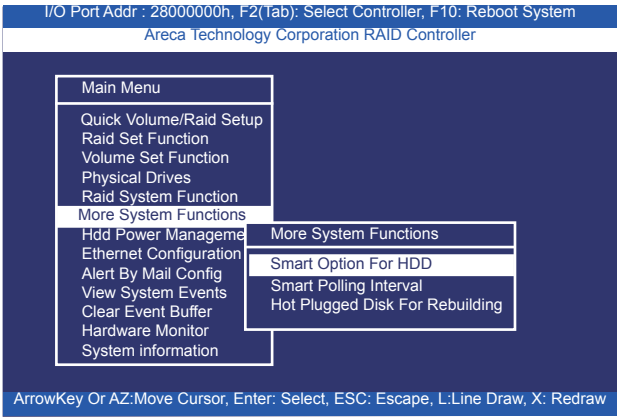 I/O Port Addr : 28000000h, F2(Tab): Select Controller, F10: Reboot System
Areca Technology Corporation RAID Controller
Main Menu
Quick Volume/Raid Setup
Raid Set Function
Volume Set Function
Physical Drives
Raid System Function
More System Functions
Hdd Power Manageme
Ethernet Configuration
Alert By Mail Config
View System Events
Clear Event Buffer
Hardware Monitor
System information
More System Functions
Smart Option For HDD
Smart Polling Interval
Hot Plugged Disk For Rebuilding
ArrowKey Or AZ:Move Cursor, Enter: Select, ESC: Escape, L:Line Draw, X: Redraw